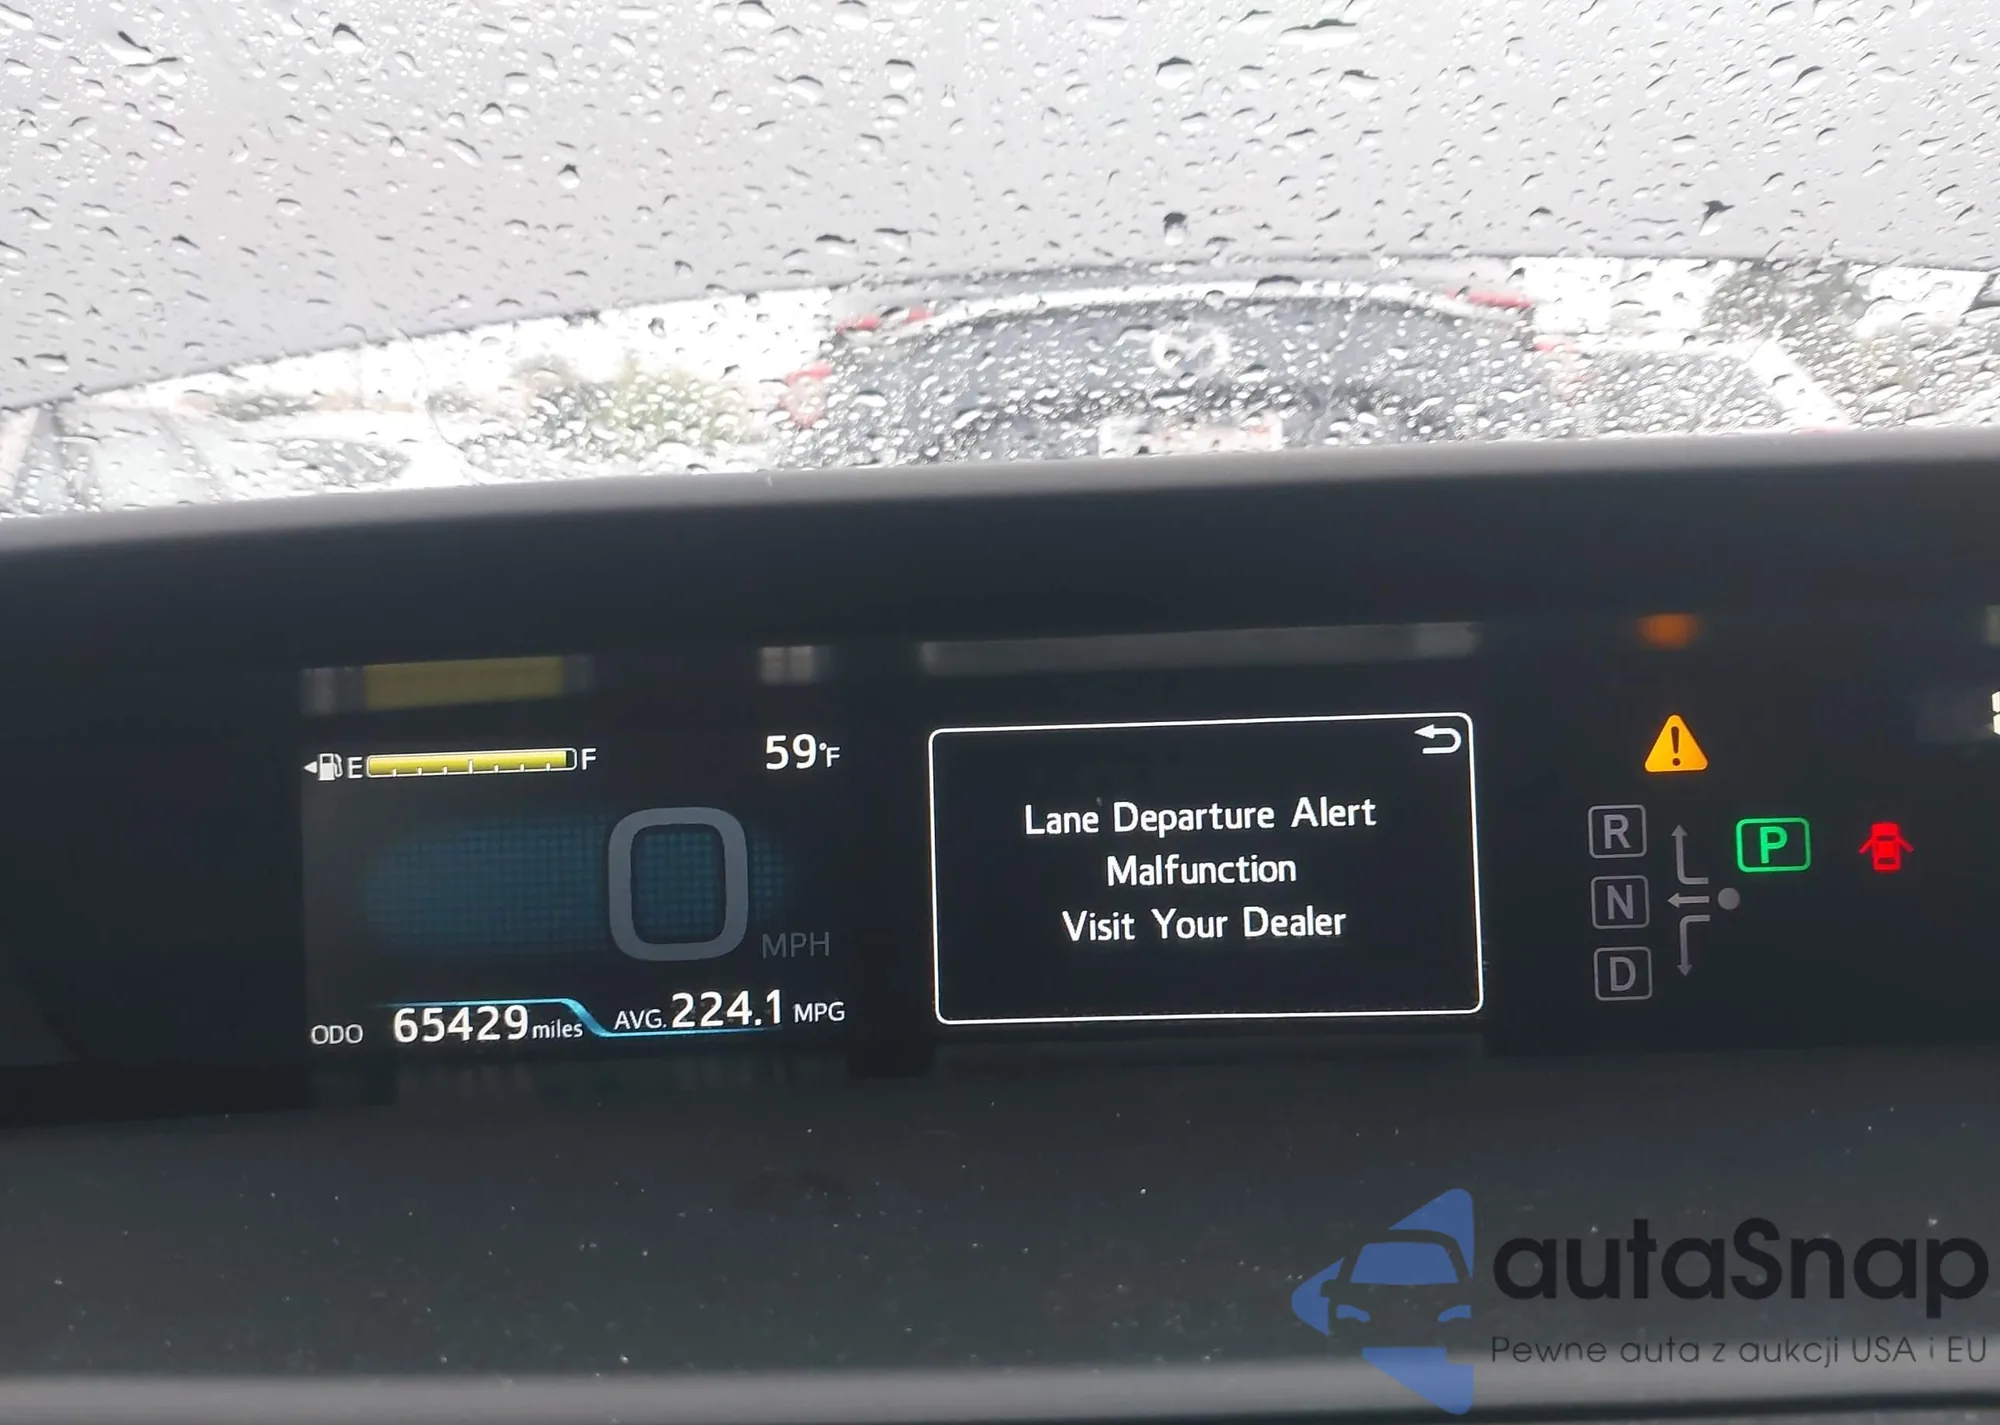 E F
59°F
0
MPH
ODO 65429 miles AVG. 224.1 MPG
Lane Departure Alert
Malfunction
Visit Your Dealer
R
N
D
P
autaSnap
Pewne auta z aukcji USA i EU